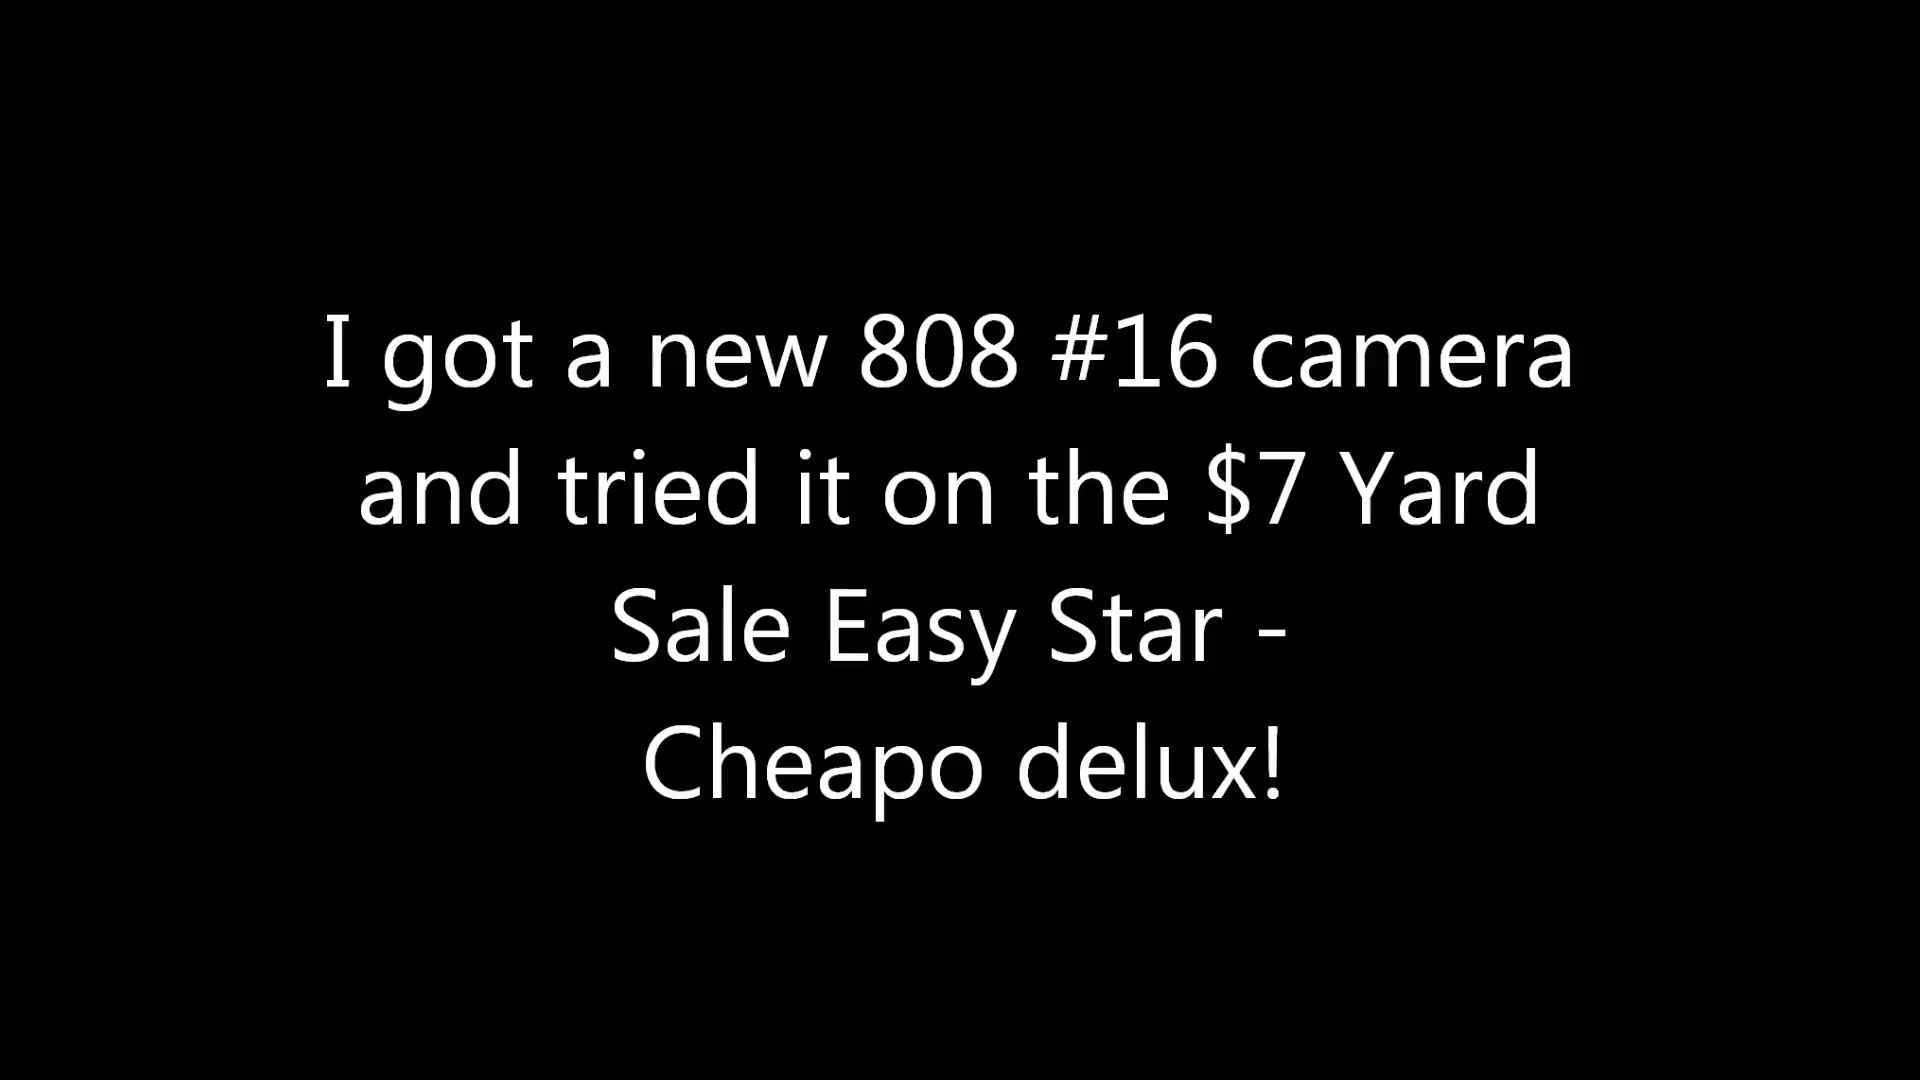 I got a new 808 #16 camera
and tried it on the $7 Yard
Sale Easy Star -
Cheapo delux!